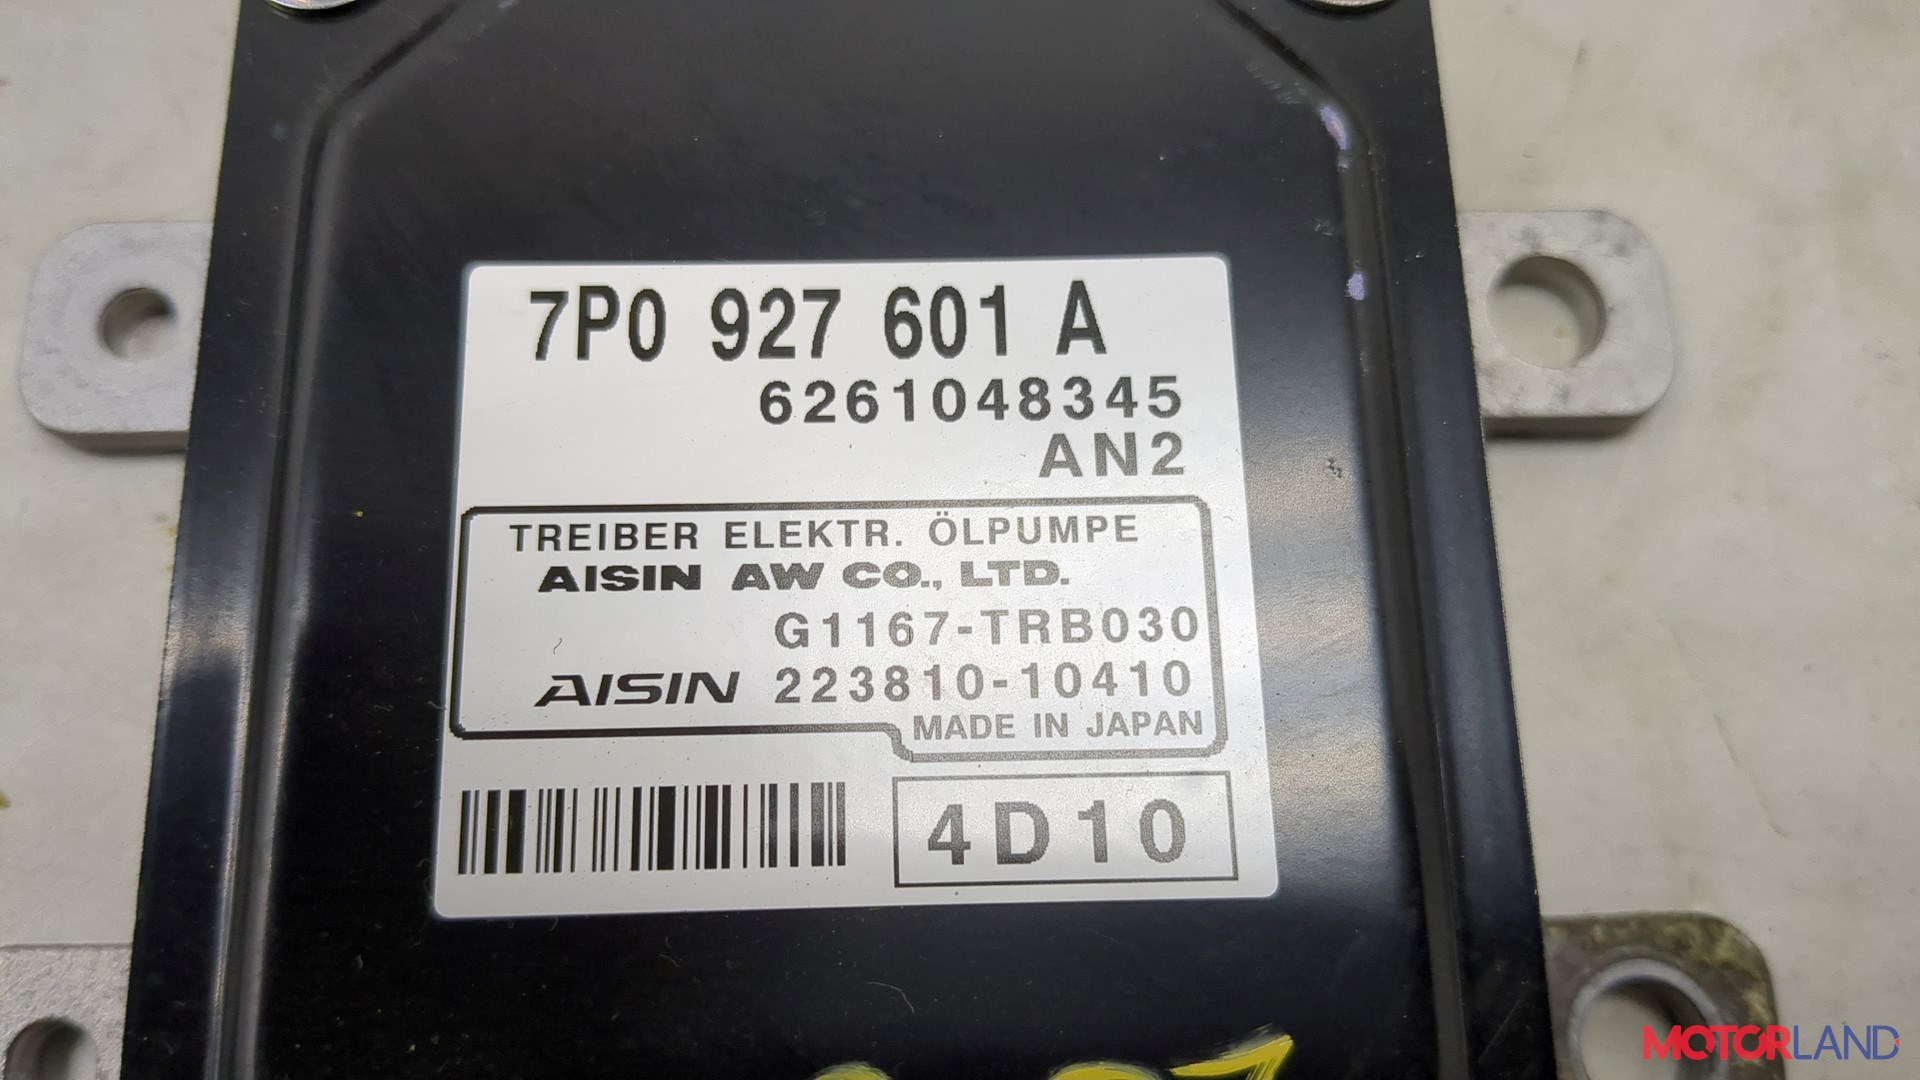 7P0 927 601 A
6261048345
AN2
TREIBER ELEKTR. ÖLPUMPE
AISIN AW CO., LTD.
G1167-TRB030
AISIN 223810-10410
MADE IN JAPAN
4D10
MOTORLAND